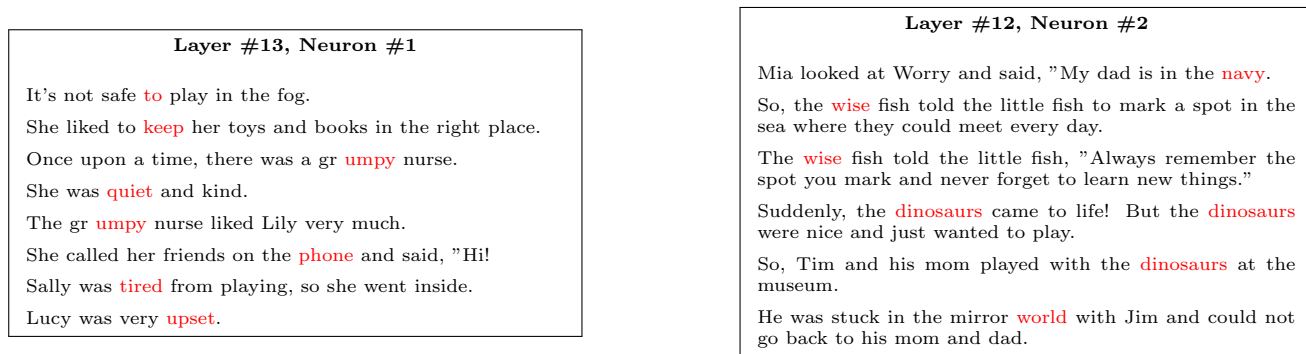 Layer #13, Neuron #1
It's not safe to play in the fog.
She liked to keep her toys and books in the right place.
Once upon a time, there was a gr umpy nurse.
She was quiet and kind.
The gr umpy nurse liked Lily very much.
She called her friends on the phone and said, "Hi!
Sally was tired from playing, so she went inside.
Lucy was very upset.
Layer #12, Neuron #2
Mia looked at Worry and said, "My dad is in the navy.
So, the wise fish told the little fish to mark a spot in the
sea where they could meet every day.
The wise fish told the little fish, "Always remember the
spot you mark and never forget to learn new things."
Suddenly, the dinosaurs came to life! But the dinosaurs
were nice and just wanted to play.
So, Tim and his mom played with the dinosaurs at the
museum.
He was stuck in the mirror world with Jim and could not
go back to his mom and dad.